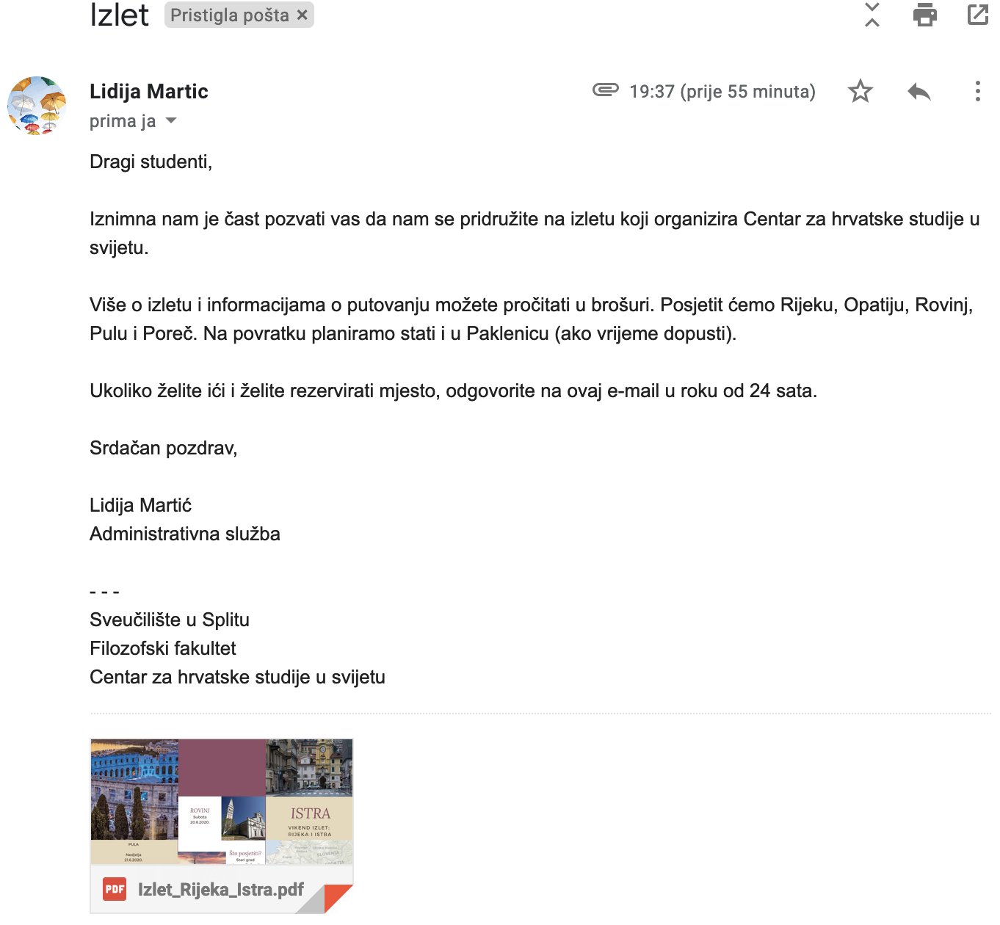 Izlet Pristigla pošta ×
Lidija Martic
19:37 (prije 55 minuta)
prima ja
Dragi studenti,
Iznimna nam je čast pozvati vas da nam se pridružite na izletu koji organizira Centar za hrvatske studije u
svijetu.
Više o izletu i informacijama o putovanju možete pročitati u brošuri. Posjetit ćemo Rijeku, Opatiju, Rovinj,
Pulu i Poreč. Na povratku planiramo stati i u Paklenicu (ako vrijeme dopusti).
Ukoliko želite ići i želite rezervirati mjesto, odgovorite na ovaj e-mail u roku od 24 sata.
Srdačan pozdrav,
Lidija Martić
Administrativna služba
- - -
Sveučilište u Splitu
Filozofski fakultet
Centar za hrvatske studije u svijetu
PULA
Nedjelja
21.6.2020.
ROVINJ
Subota
20.6.2020.
Što posjetiti?
Stari grad
ISTRA
VIKEND IZLET:
RIJEKA I ISTRA
SLOVENIJA
PDF Izlet_Rijeka_Istra.pdf